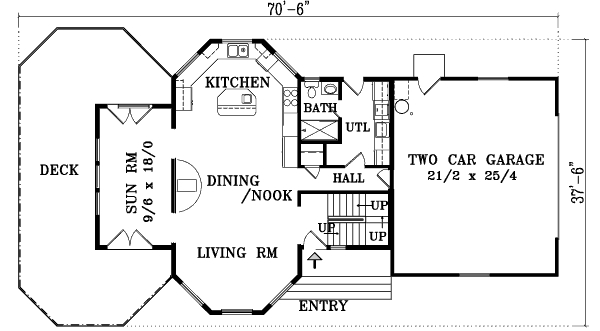 70'-6"
KITCHEN
BATH
UTL
DECK
SUN RM
9/6 x 18/0
TWO CAR GARAGE
21/2 x 25/4
37'-6"
DINING
/NOOK
HALL
UP
UP
UP
LIVING RM
ENTRY